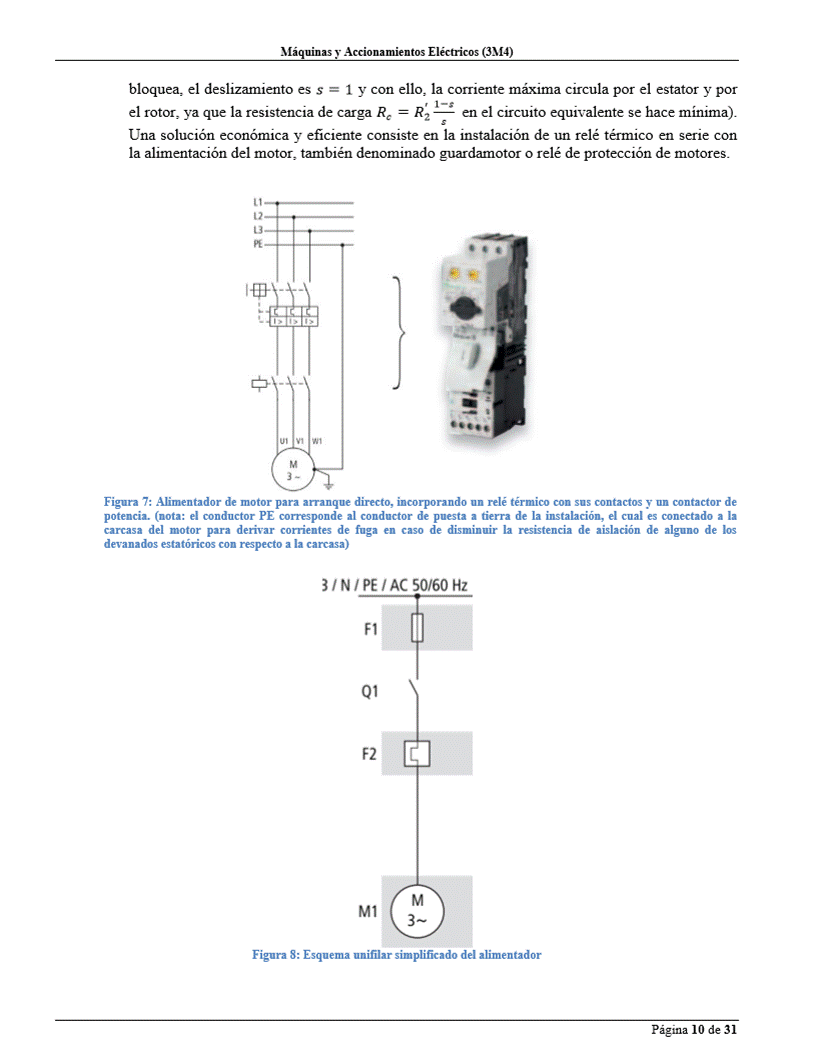 Máquinas y Accionamientos Eléctricos (3M4)
bloquea, el deslizamiento es s = 1 y con ello, la corriente máxima circula por el estator y por
el rotor, ya que la resistencia de carga R_c = R_2' \frac{1-s}{s} en el circuito equivalente se hace mínima).
Una solución económica y eficiente consiste en la instalación de un relé térmico en serie con
la alimentación del motor, también denominado guardamotor o relé de protección de motores.
L1
L2
L3
PE
I> I> I>
U1 V1 W1
M
3 ~
Figura 7: Alimentador de motor para arranque directo, incorporando un relé térmico con sus contactos y un contactor de
potencia. (nota: el conductor PE corresponde al conductor de puesta a tierra de la instalación, el cual es conectado a la
carcasa del motor para derivar corrientes de fuga en caso de disminuir la resistencia de aislación de alguno de los
devanados estatóricos con respecto a la carcasa)
3 / N / PE / AC 50/60 Hz
F1
Q1
F2
M1
M
3~
Figura 8: Esquema unifilar simplificado del alimentador
Página 10 de 31